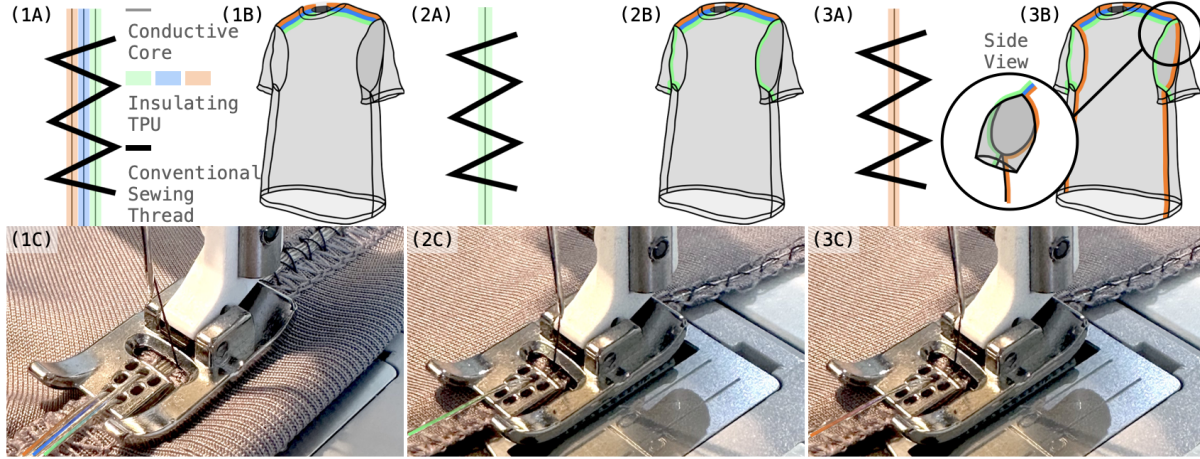 (1A)
(1B)
(2A)
(2B)
(3A)
(3B)
Conductive
Core
Insulating
TPU
Conventional
Sewing
Thread
Side
View
(1C)
(2C)
(3C)